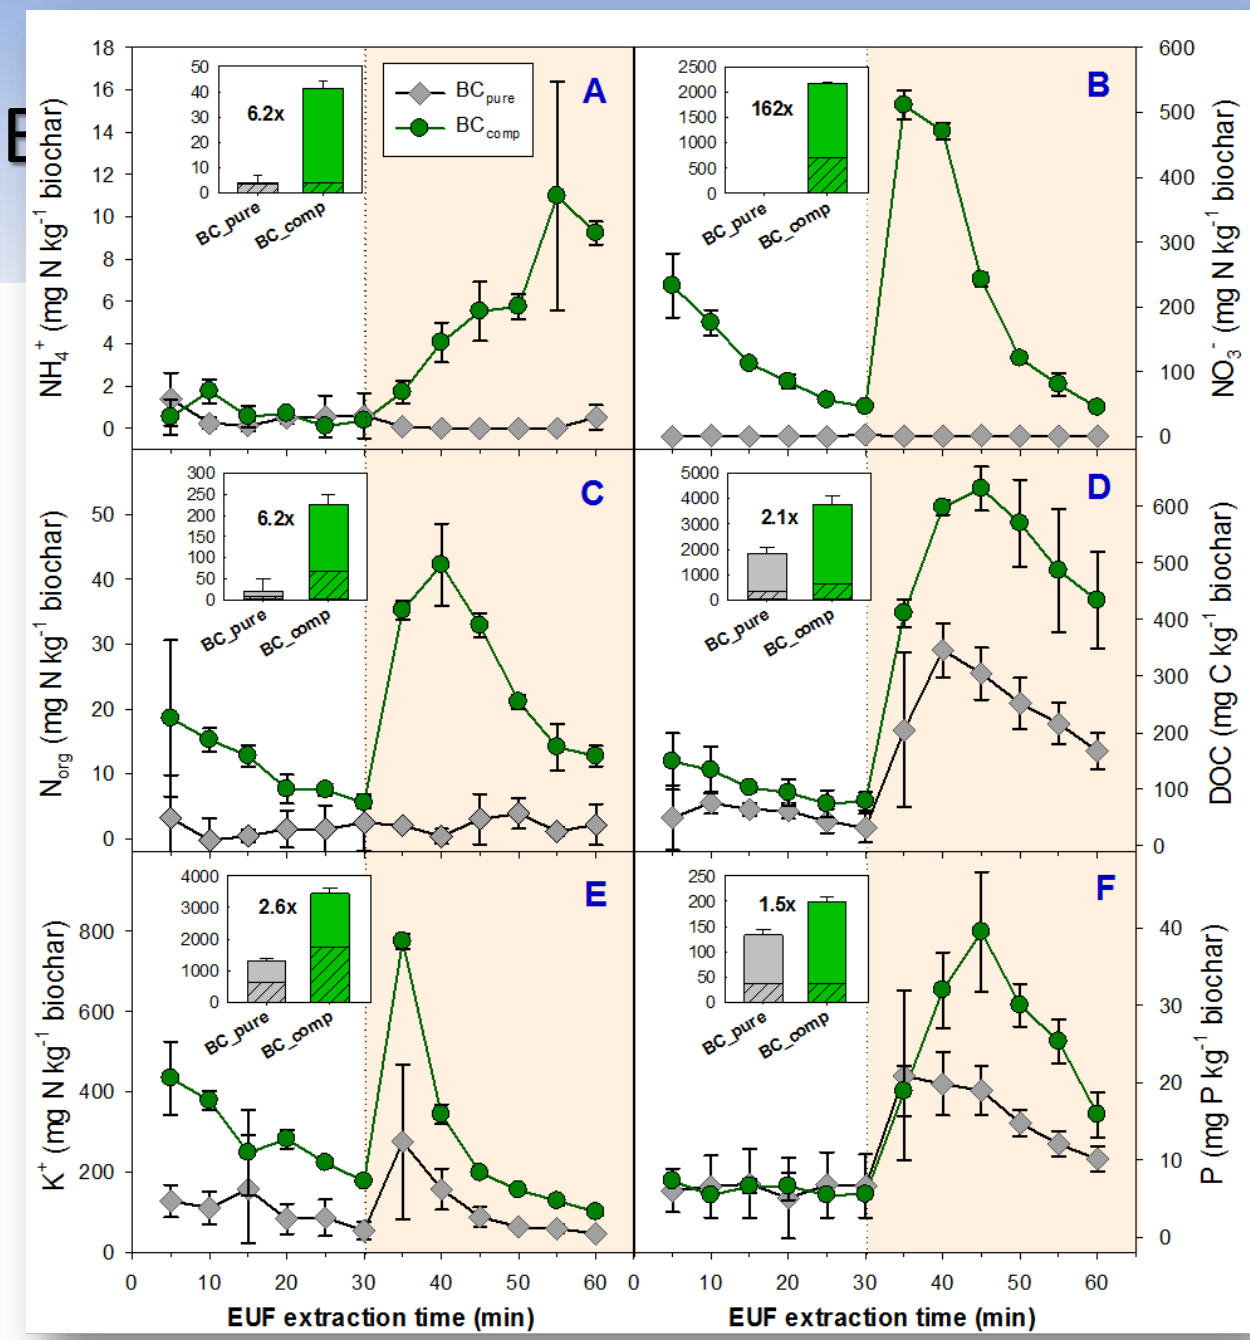 E
A
18
16
14
12
10
8
6
4
2
0
NH₄⁺ (mg N kg⁻¹ biochar)
50
40
30
20
10
0
6.2x
BC_pure
BC_comp
BCpure
BCcomp
B
2500
2000
1500
1000
500
0
162x
BC_pure
BC_comp
600
500
400
300
200
100
0
NO₃⁻ (mg N kg⁻¹ biochar)
C
50
40
30
20
10
0
Norg (mg N kg⁻¹ biochar)
300
250
200
150
100
50
0
6.2x
BC_pure
BC_comp
D
5000
4000
3000
2000
1000
0
2.1x
BC_pure
BC_comp
600
500
400
300
200
100
0
DOC (mg C kg⁻¹ biochar)
E
800
600
400
200
0
K⁺ (mg N kg⁻¹ biochar)
4000
3000
2000
1000
0
2.6x
BC_pure
BC_comp
0 10 20 30 40 50 60
EUF extraction time (min)
F
250
200
150
100
50
0
1.5x
BC_pure
BC_comp
40
30
20
10
0
P (mg P kg⁻¹ biochar)
0 10 20 30 40 50 60
EUF extraction time (min)